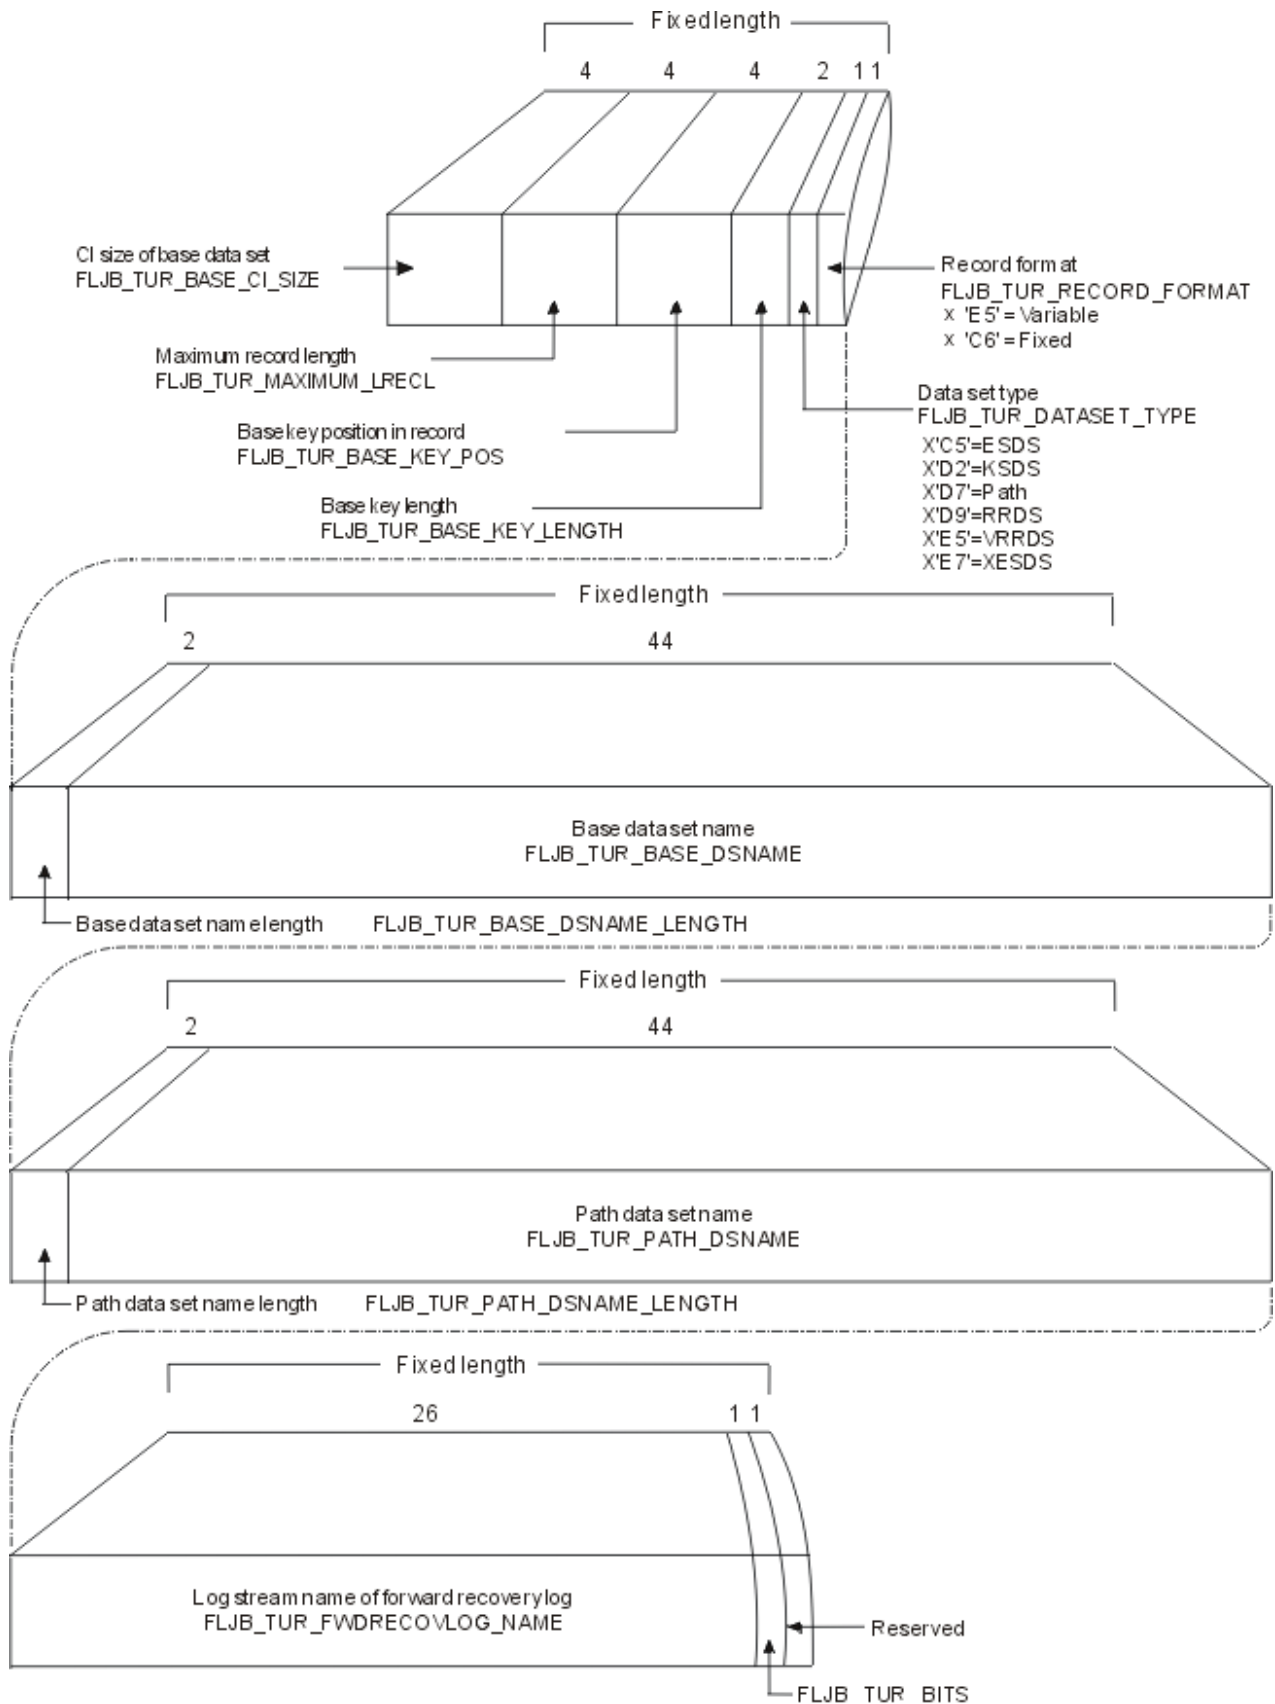 Fixed length
4 4 4 2 1 1
CI size of base data set
FLJB_TUR_BASE_CI_SIZE
Record format
FLJB_TUR_RECORD_FORMAT
X 'E5'=Variable
X 'C6'=Fixed
Maximum record length
FLJB_TUR_MAXIMUM_LRECL
Data set type
FLJB_TUR_DATASET_TYPE
X'C5'=ESDS
X'D2'=KSDS
X'D7'=Path
X'D9'=RRDS
X'E5'=VRRDS
X'E7'=XESDS
Base key position in record
FLJB_TUR_BASE_KEY_POS
Base key length
FLJB_TUR_BASE_KEY_LENGTH
Fixed length
2 44
Base data set name
FLJB_TUR_BASE_DSNAME
Base data set name length FLJB_TUR_BASE_DSNAME_LENGTH
Fixed length
2 44
Path data set name
FLJB_TUR_PATH_DSNAME
Path data set name length FLJB_TUR_PATH_DSNAME_LENGTH
Fixed length
26 1 1
Log stream name of forward recovery log
FLJB_TUR_FWDRECOVLOG_NAME
Reserved
FLJB_TUR_BITS